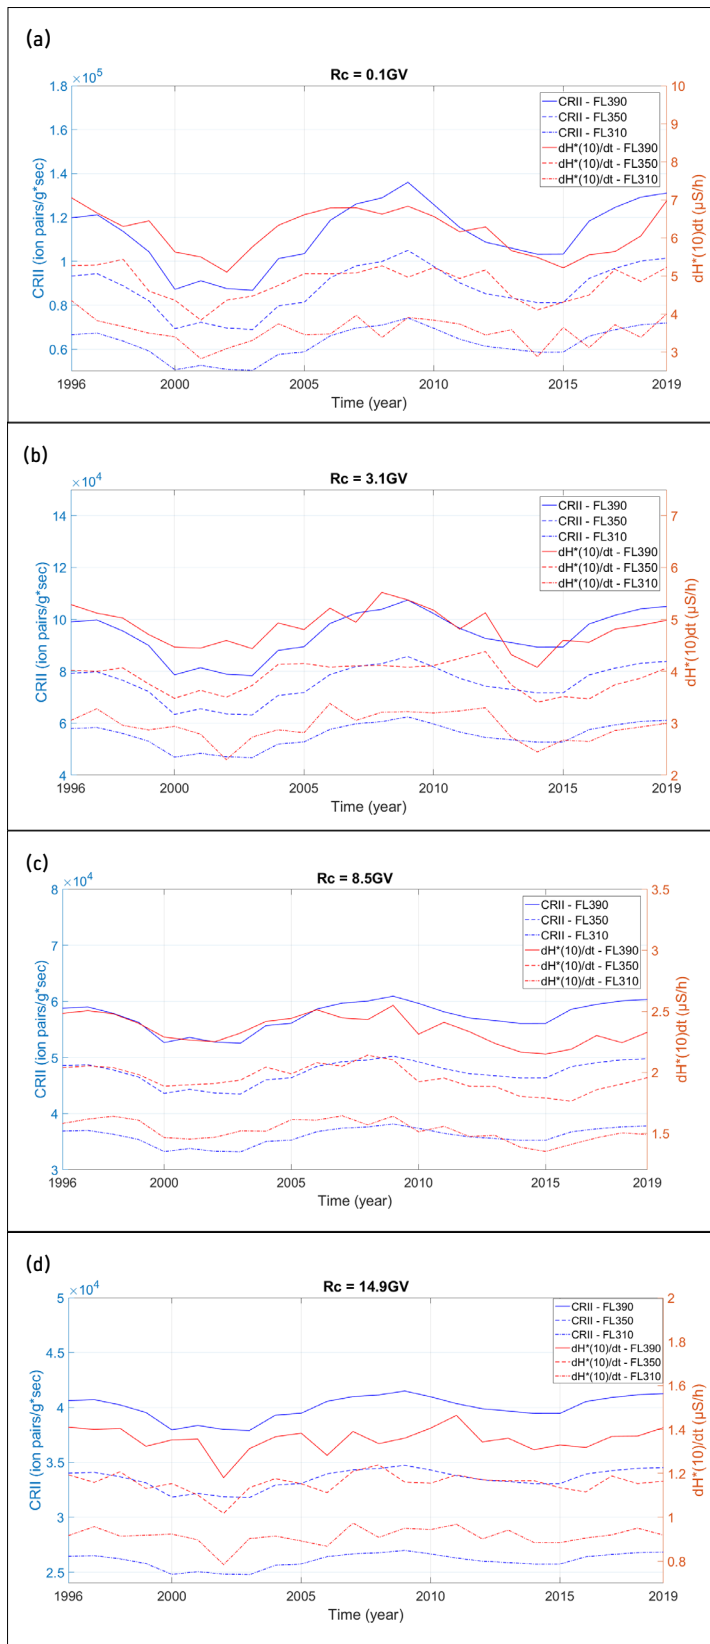 (a)
Rc = 0.1GV
×10⁵
1.8
1.6
1.4
1.2
1
0.8
0.6
CRII (ion pairs/g*sec)
CRII - FL390
CRII - FL350
CRII - FL310
dH*(10)/dt - FL390
dH*(10)/dt - FL350
dH*(10)/dt - FL310
10
9
8
7
6
5
4
3
dH*(10)dt (μS/h)
1996 2000 2005 2010 2015 2019
Time (year)
(b)
Rc = 3.1GV
×10⁴
14
12
10
8
6
4
CRII (ion pairs/g*sec)
CRII - FL390
CRII - FL350
CRII - FL310
dH*(10)/dt - FL390
dH*(10)/dt - FL350
dH*(10)/dt - FL310
7
6
5
4
3
2
dH*(10)dt (μS/h)
1996 2000 2005 2010 2015 2019
Time (year)
(c)
Rc = 8.5GV
×10⁴
8
7
6
5
4
3
CRII (ion pairs/g*sec)
CRII - FL390
CRII - FL350
CRII - FL310
dH*(10)/dt - FL390
dH*(10)/dt - FL350
dH*(10)/dt - FL310
3.5
3
2.5
2
1.5
dH*(10)dt (μS/h)
1996 2000 2005 2010 2015 2019
Time (year)
(d)
Rc = 14.9GV
×10⁴
5
4.5
4
3.5
3
2.5
CRII (ion pairs/g*sec)
CRII - FL390
CRII - FL350
CRII - FL310
dH*(10)/dt - FL390
dH*(10)/dt - FL350
dH*(10)/dt - FL310
2
1.8
1.6
1.4
1.2
1
0.8
dH*(10)/dt (μS/h)
1996 2000 2005 2010 2015 2019
Time (year)